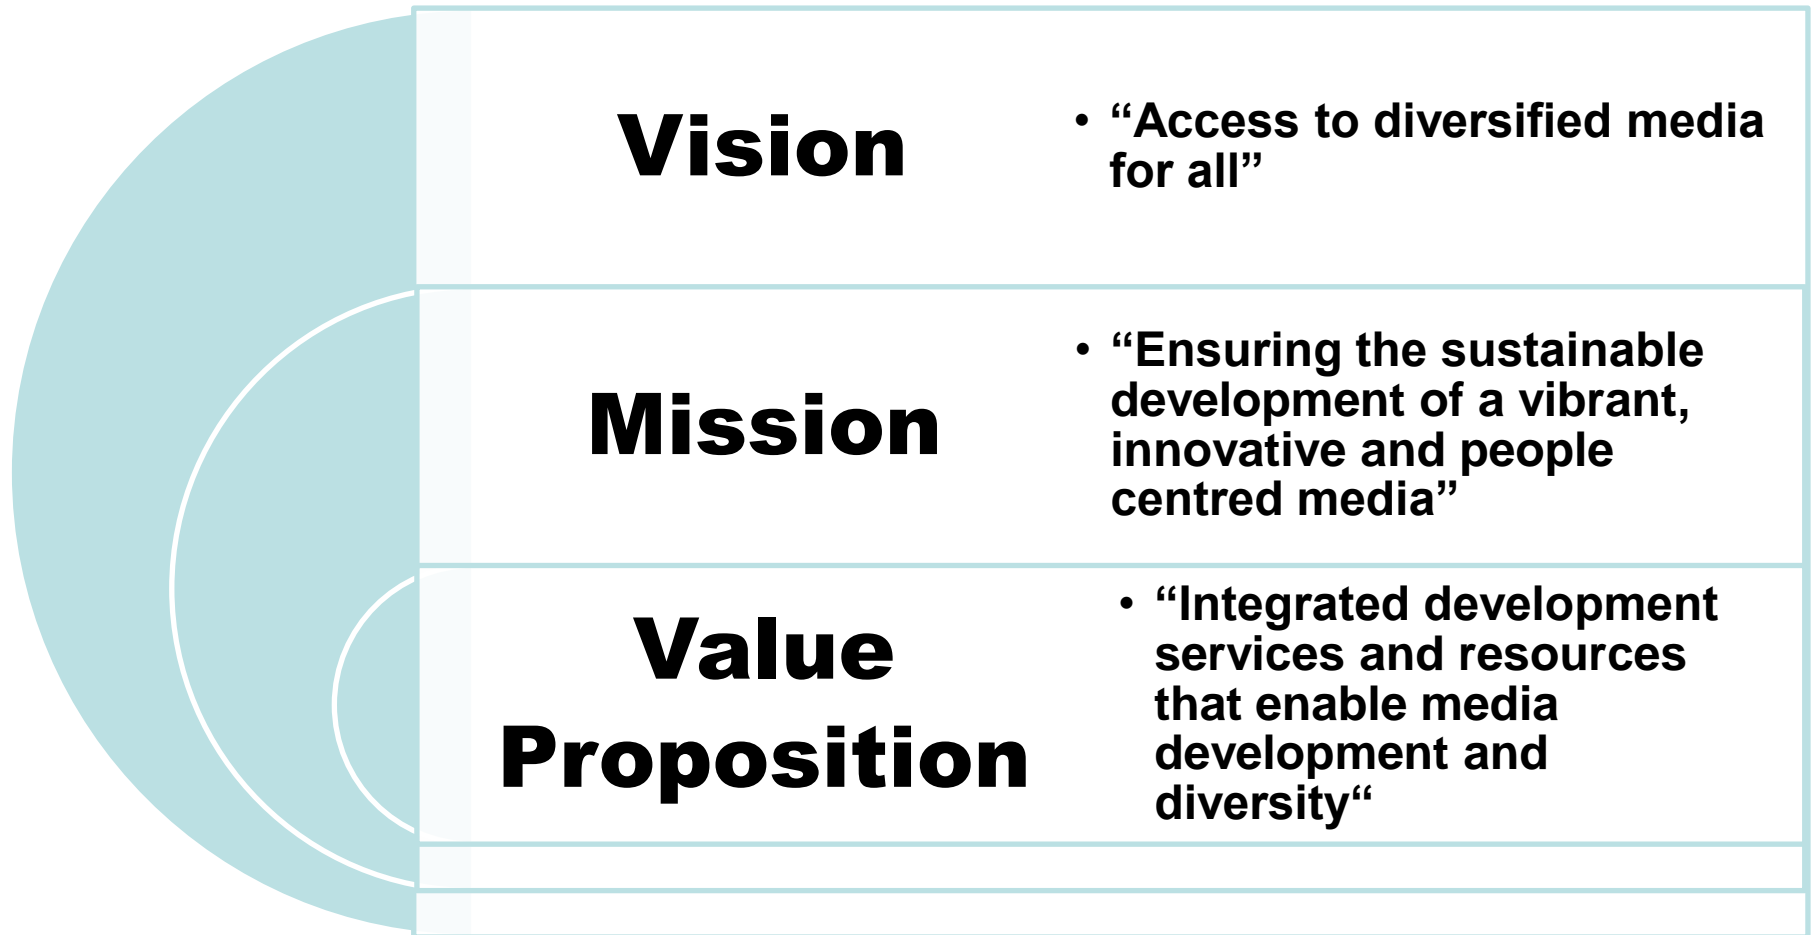 Vision
• “Access to diversified media
for all”
Mission
• “Ensuring the sustainable
development of a vibrant,
innovative and people
centred media”
Value
Proposition
• “Integrated development
services and resources
that enable media
development and
diversity“